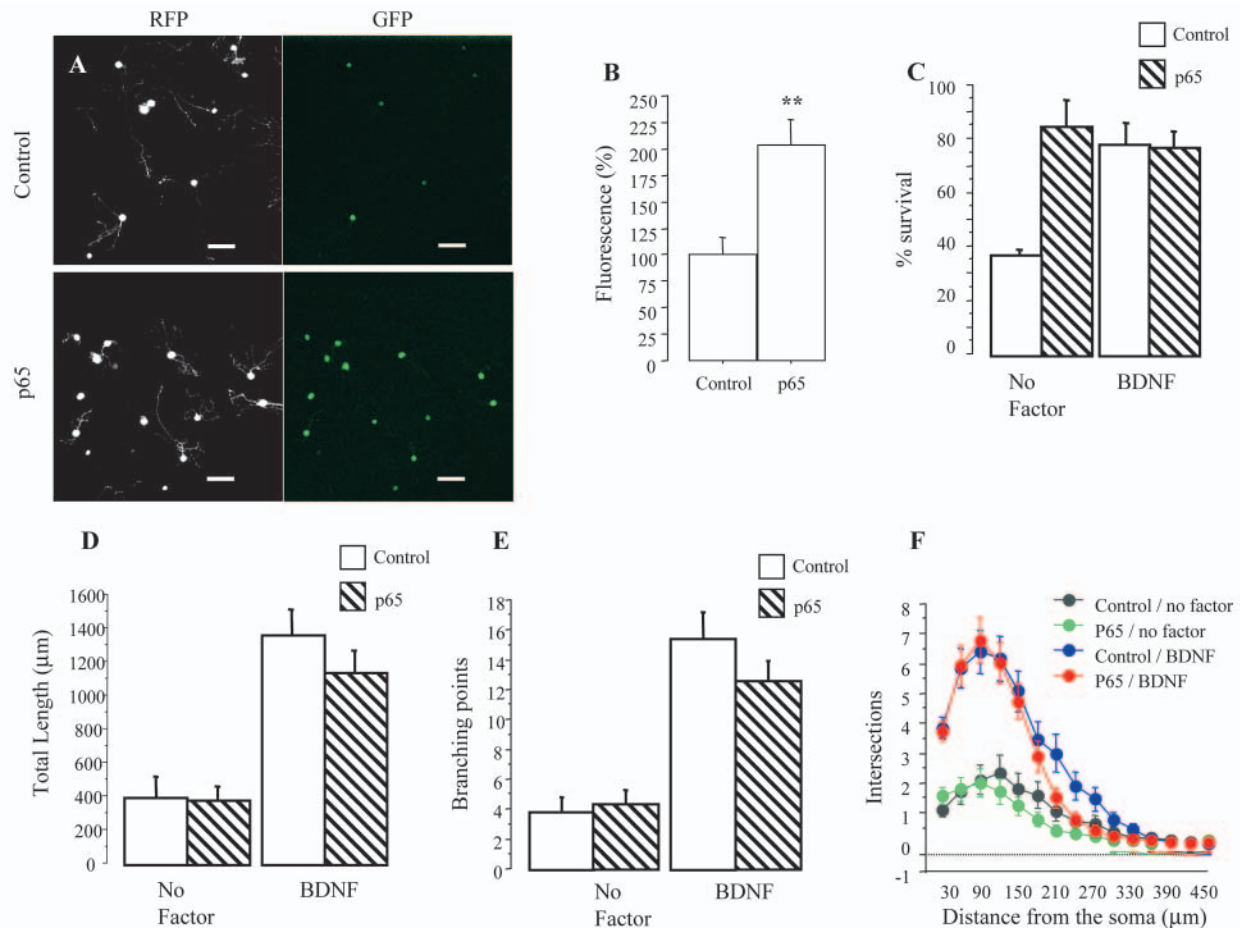 RFP GFP
A
Control
p65
B
Fluorescence (%)
250
225
200
175
150
125
100
75
50
25
0
**
Control p65
C
Control
p65
% survival
100
80
60
40
20
0
No Factor BDNF
D
Control
p65
Total Length (μm)
1600
1400
1200
1000
800
600
400
200
0
No Factor BDNF
E
Control
p65
Branching points
18
16
14
12
10
8
6
4
2
0
No Factor BDNF
F
Control / no factor
P65 / no factor
Control / BDNF
P65 / BDNF
Intersections
8
7
6
5
4
3
2
1
0
-1
30 90 150 210 270 330 390 450
Distance from the soma (μm)